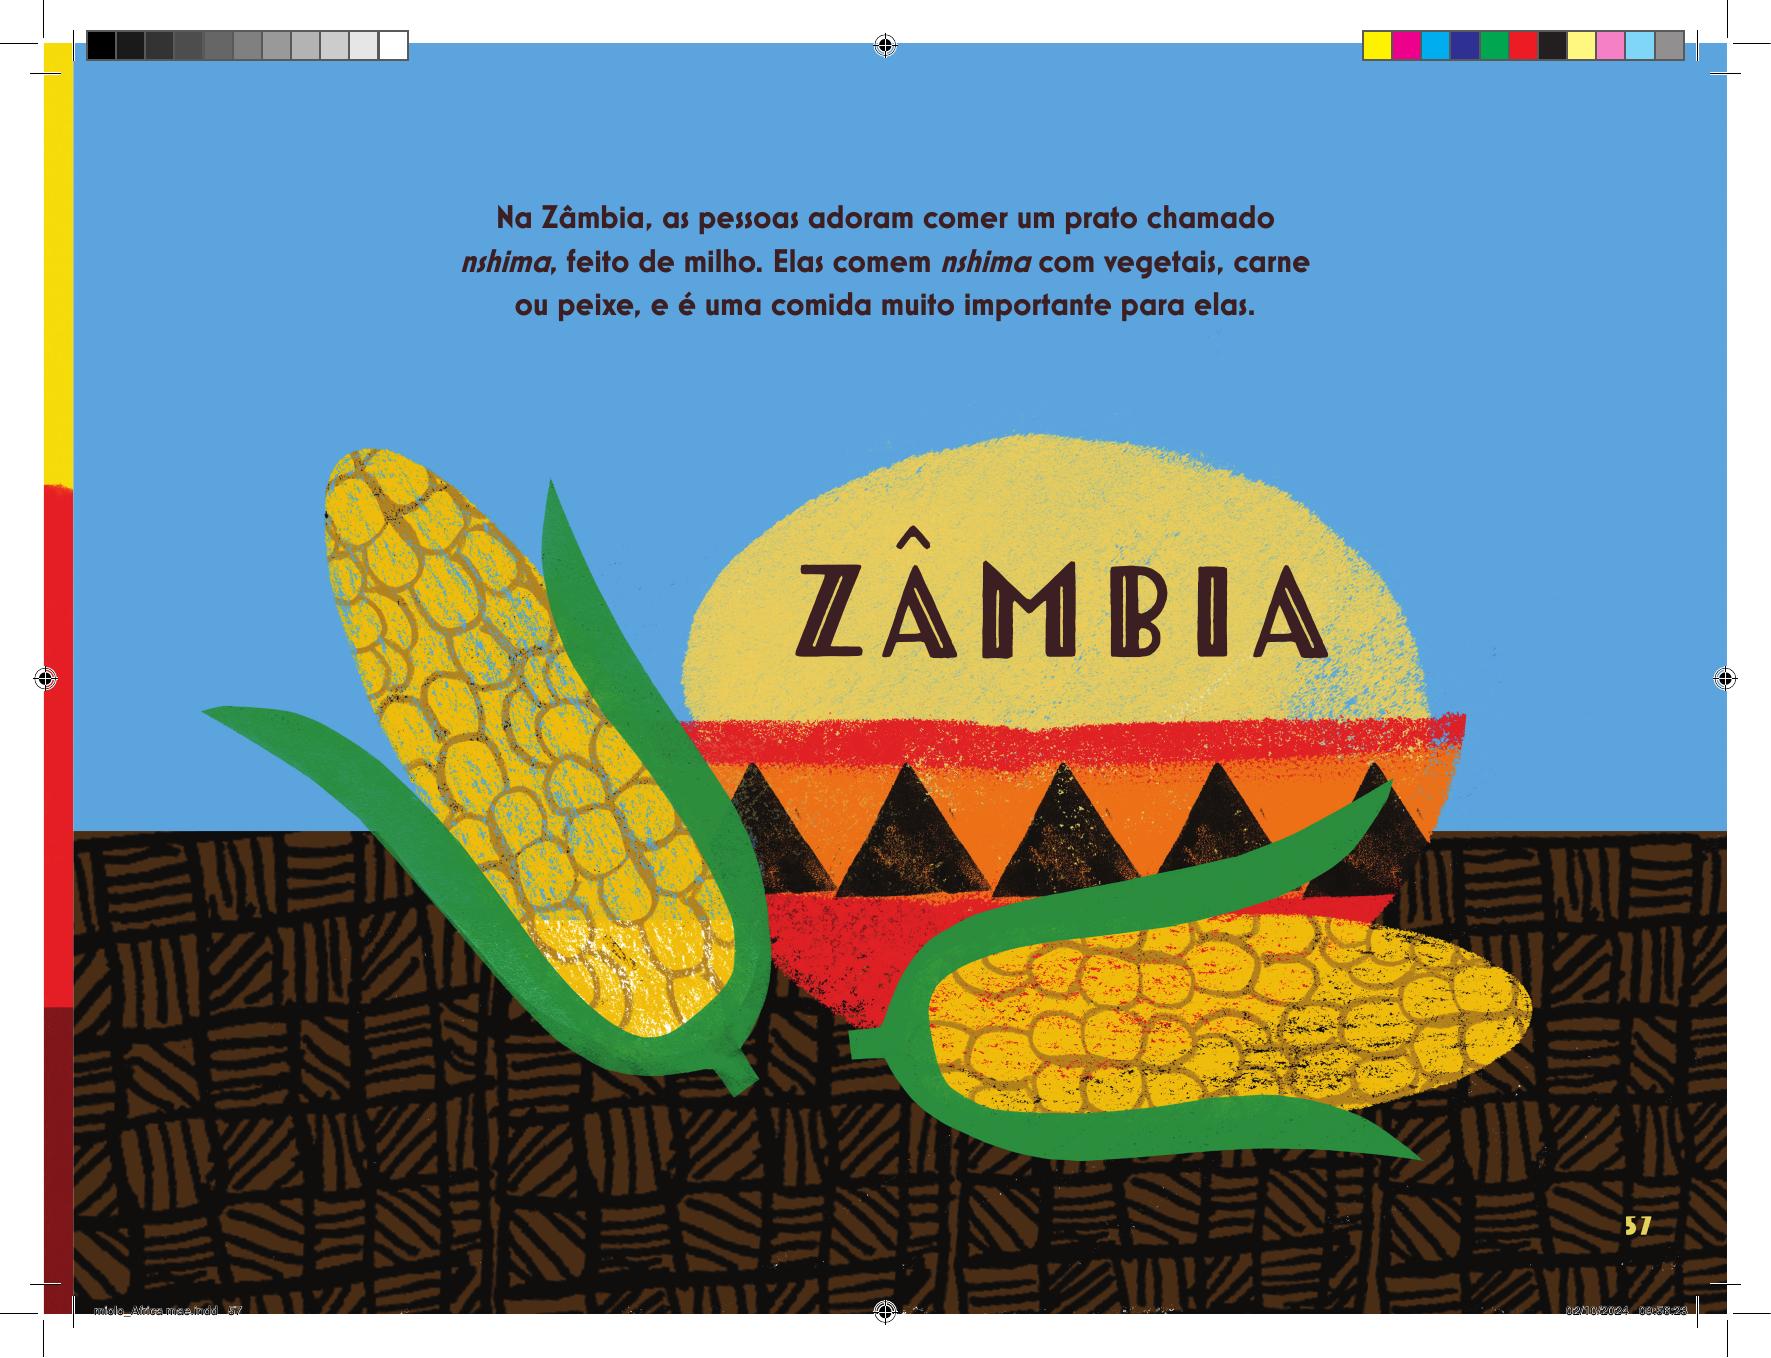 Na Zâmbia, as pessoas adoram comer um prato chamado
nshima, feito de milho. Elas comem nshima com vegetais, carne
ou peixe, e é uma comida muito importante para elas.
ZÂMBIA
57
miolo_Africa mae.indd   57
02/10/2024   09:56:23